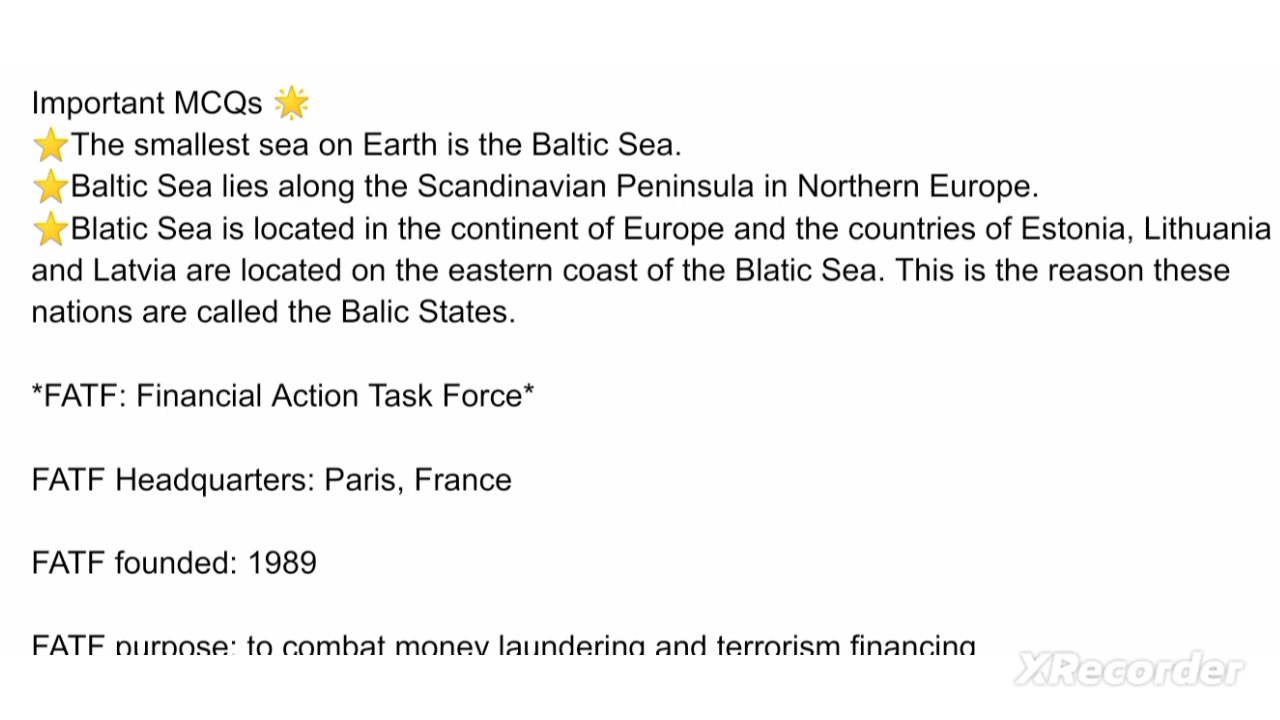 Important MCQs 🌟
⭐The smallest sea on Earth is the Baltic Sea.
⭐Baltic Sea lies along the Scandinavian Peninsula in Northern Europe.
⭐Blatic Sea is located in the continent of Europe and the countries of Estonia, Lithuania
and Latvia are located on the eastern coast of the Blatic Sea. This is the reason these
nations are called the Balic States.
*FATF: Financial Action Task Force*
FATF Headquarters: Paris, France
FATF founded: 1989
FATF purpose: to combat money laundering and terrorism financing
XRecorder